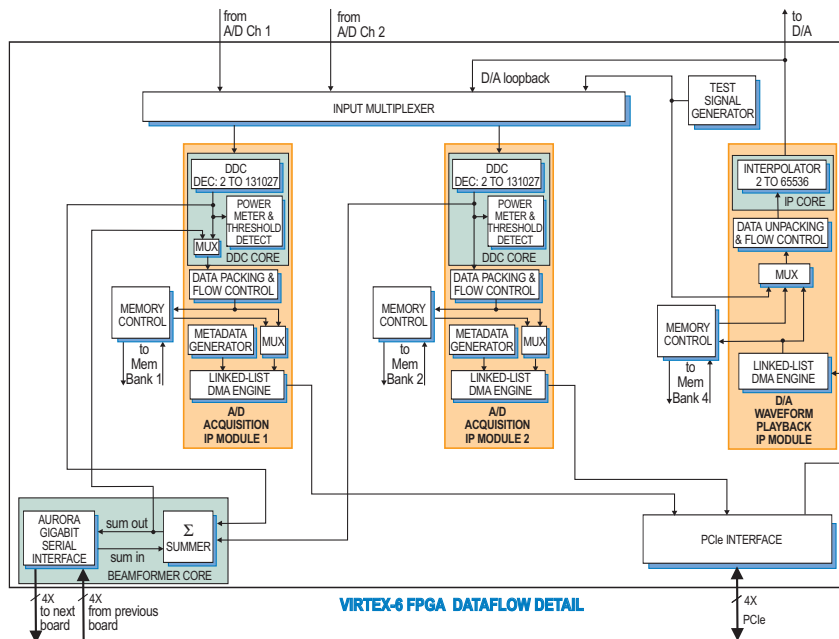 from
A/D Ch 1
from
A/D Ch 2
to
D/A
D/A loopback
TEST
SIGNAL
GENERATOR
INPUT MULTIPLEXER
DDC
DEC: 2 TO 131027
POWER
METER &
THRESHOLD
DETECT
MUX
DDC CORE
DATA PACKING &
FLOW CONTROL
MEMORY
CONTROL
METADATA
GENERATOR
MUX
to
Mem
Bank 1
LINKED-LIST
DMA ENGINE
A/D
ACQUISITION
IP MODULE 1
DDC
DEC: 2 TO 131027
POWER
METER &
THRESHOLD
DETECT
DDC CORE
DATA PACKING &
FLOW CONTROL
MEMORY
CONTROL
METADATA
GENERATOR
MUX
to
Mem
Bank 2
LINKED-LIST
DMA ENGINE
A/D
ACQUISITION
IP MODULE 2
INTERPOLATOR
2 TO 65536
IP CORE
DATA UNPACKING
& FLOW CONTROL
MUX
MEMORY
CONTROL
to
Mem
Bank 4
LINKED-LIST
DMA ENGINE
D/A
WAVEFORM
PLAYBACK
IP MODULE
AURORA
GIGABIT
SERIAL
INTERFACE
sum out
sum in
Σ
SUMMER
BEAMFORMER CORE
PCIe INTERFACE
4X
to next
board
4X
from previous
board
VIRTEX-6 FPGA DATAFLOW DETAIL
4X
PCIe